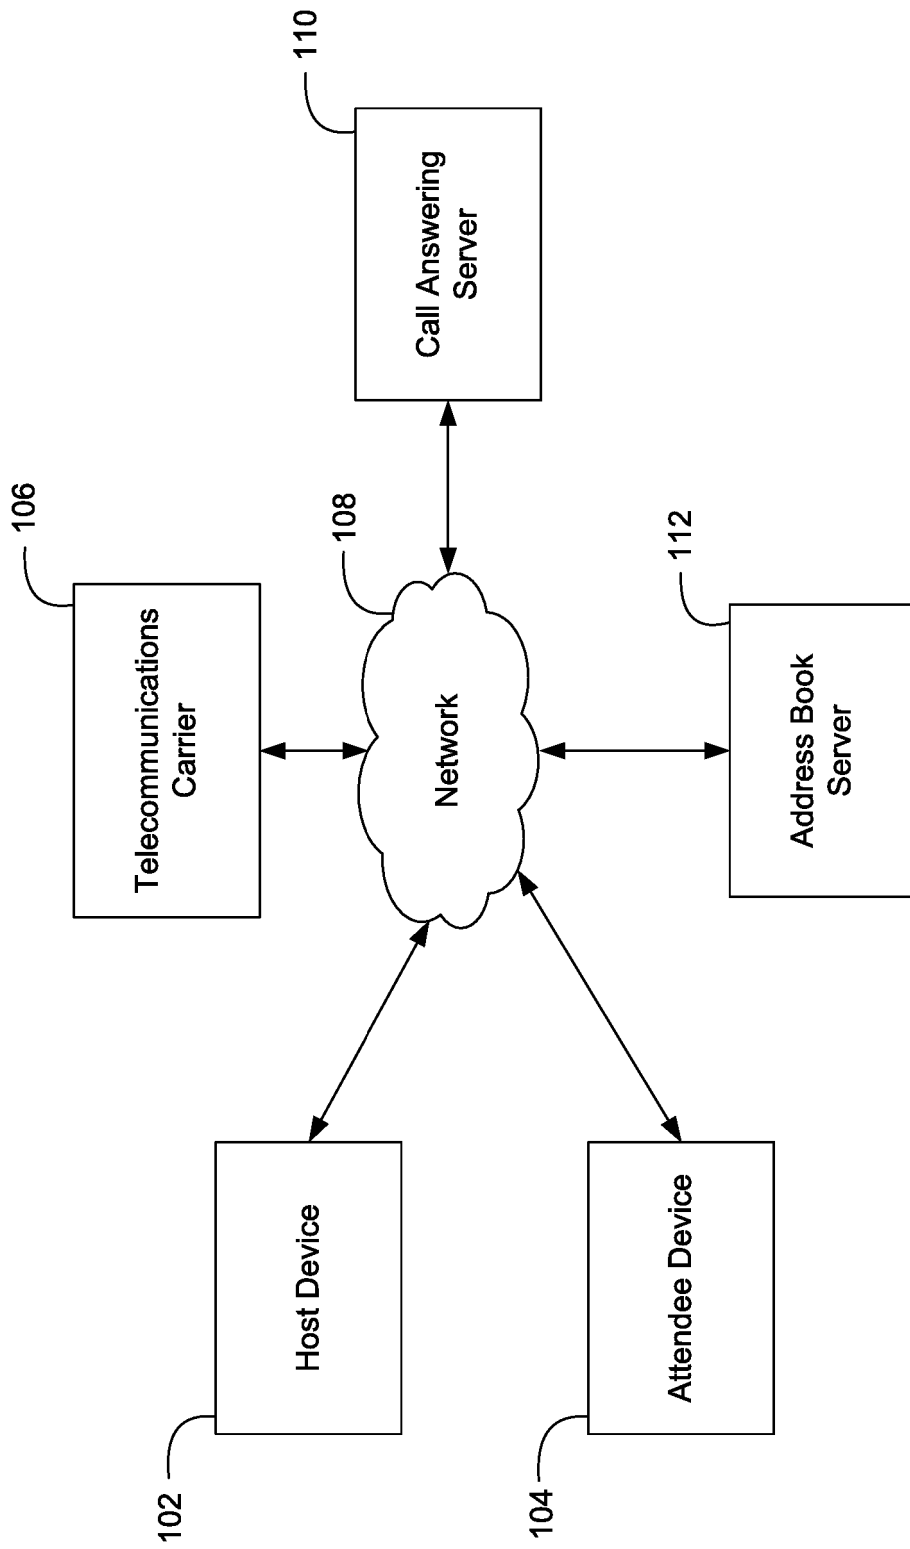 106
Telecommunications
Carrier
102
Host Device
108
Network
110
Call Answering
Server
104
Attendee Device
112
Address Book
Server